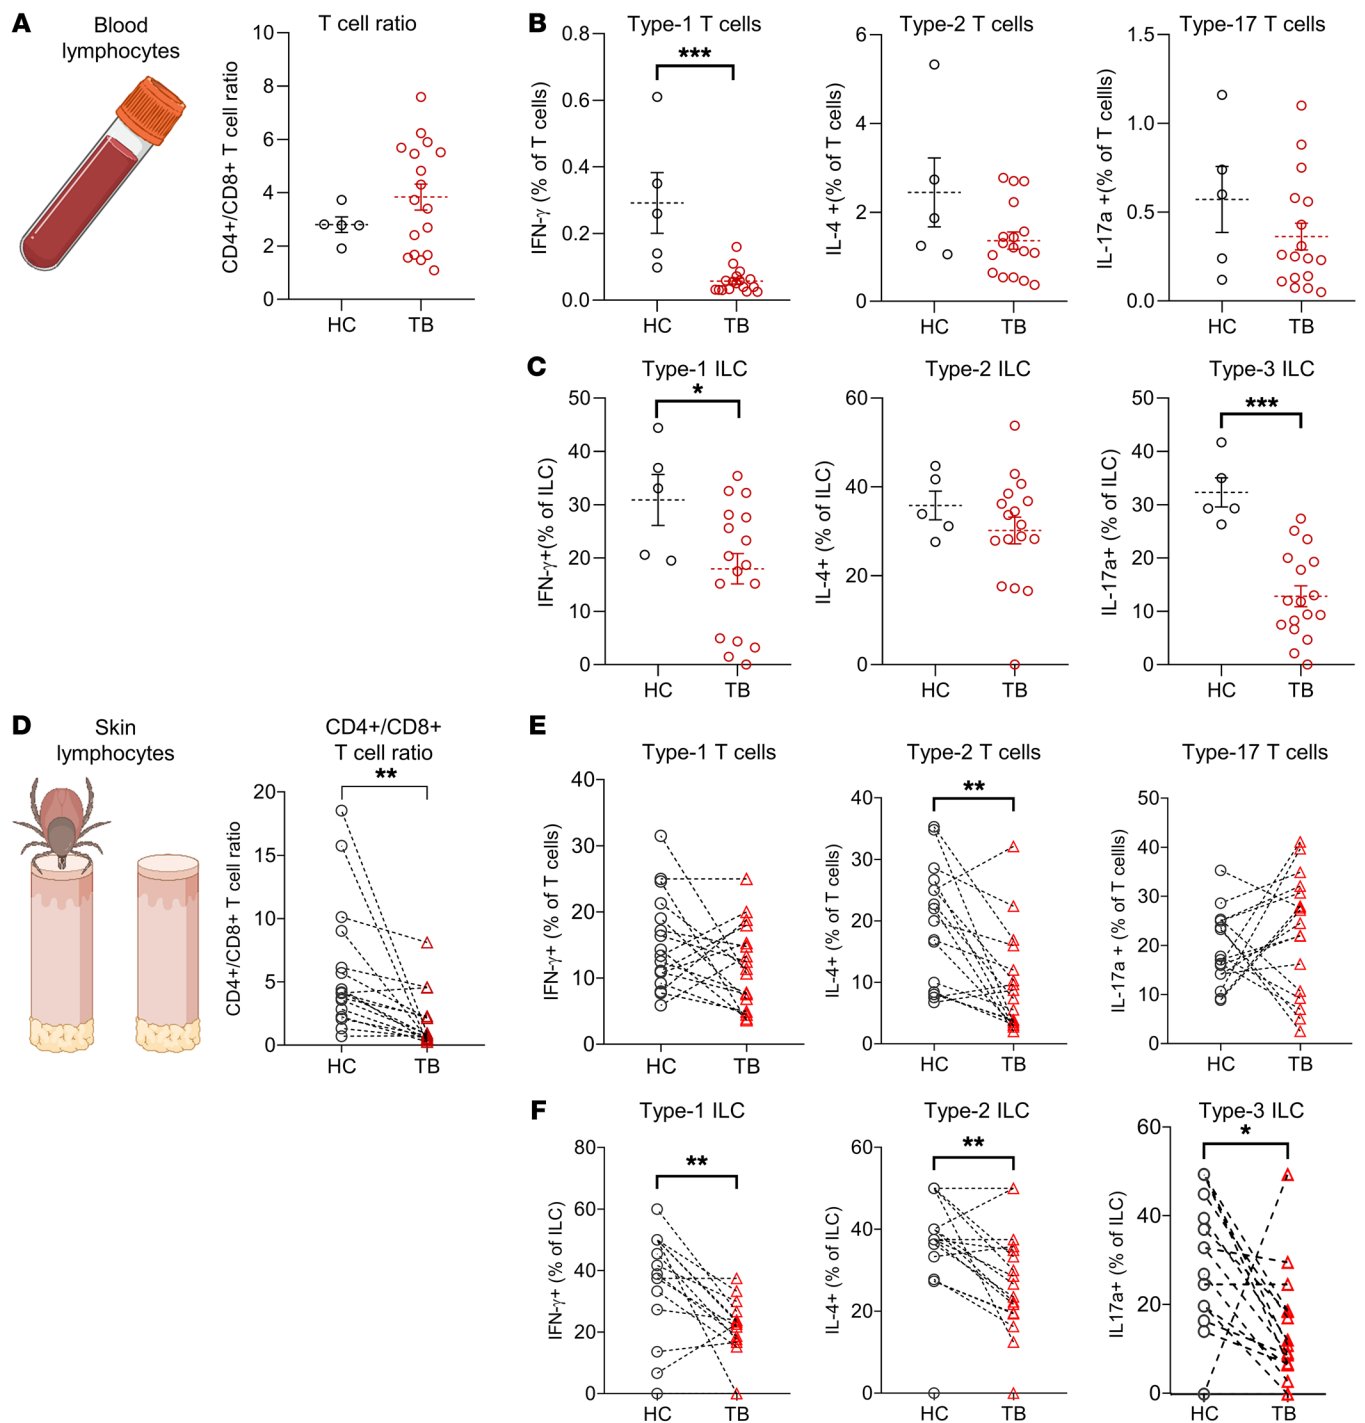 A
Blood
lymphocytes
T cell ratio
CD4+/CD8+ T cell ratio
10
8
6
4
2
0
HC
TB
B
Type-1 T cells
***
IFN-γ (% of T cells)
0.8
0.6
0.4
0.2
0.0
HC
TB
Type-2 T cells
IL-4 +(% of T cells)
6
4
2
0
HC
TB
Type-17 T cells
IL-17a +(% of T cellls)
1.5
1.0
0.5
0.0
HC
TB
C
Type-1 ILC
*
IFN-γ+(% of ILC)
50
40
30
20
10
0
HC
TB
Type-2 ILC
IL-4+ (% of ILC)
60
40
20
0
HC
TB
Type-3 ILC
***
IL-17a+ (% of ILC)
50
40
30
20
10
0
HC
TB
D
Skin
lymphocytes
CD4+/CD8+
T cell ratio
**
CD4+/CD8+ T cell ratio
20
15
10
5
0
HC
TB
E
Type-1 T cells
IFN-γ+ (% of T cells)
40
30
20
10
0
HC
TB
Type-2 T cells
**
IL-4+ (% of T cells)
40
30
20
10
0
HC
TB
Type-17 T cells
IL-17a + (% of T cellls)
50
40
30
20
10
0
HC
TB
F
Type-1 ILC
**
IFN-γ+ (% of ILC)
80
60
40
20
0
HC
TB
Type-2 ILC
**
IL-4+ (% of ILC)
60
40
20
0
HC
TB
Type-3 ILC
*
IL17a+ (% of ILC)
60
40
20
0
HC
TB